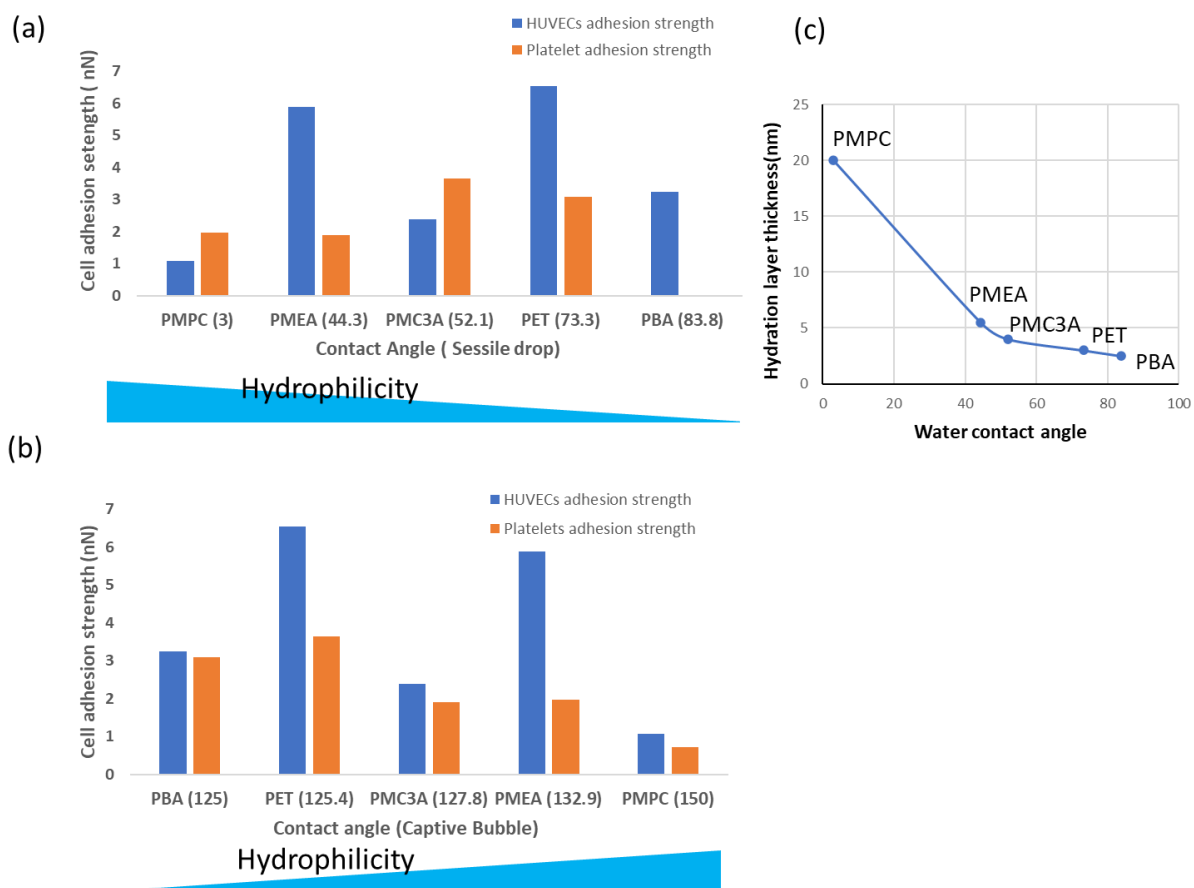 (a)
HUVECs adhesion strength
Platelet adhesion strength
Cell adhesion setength ( nN)
7
6
5
4
3
2
1
0
PMPC (3) PMEA (44.3) PMC3A (52.1) PET (73.3) PBA (83.8)
Contact Angle ( Sessile drop)
Hydrophilicity
(c)
Hydration layer thickness(nm)
25
20
15
10
5
0
PMPC
PMEA
PMC3A
PET
PBA
0 20 40 60 80 100
Water contact angle
(b)
HUVECs adhesion strength
Platelets adhesion strength
Cell adhesion strength (nN)
7
6
5
4
3
2
1
0
PBA (125) PET (125.4) PMC3A (127.8) PMEA (132.9) PMPC (150)
Contact angle (Captive Bubble)
Hydrophilicity